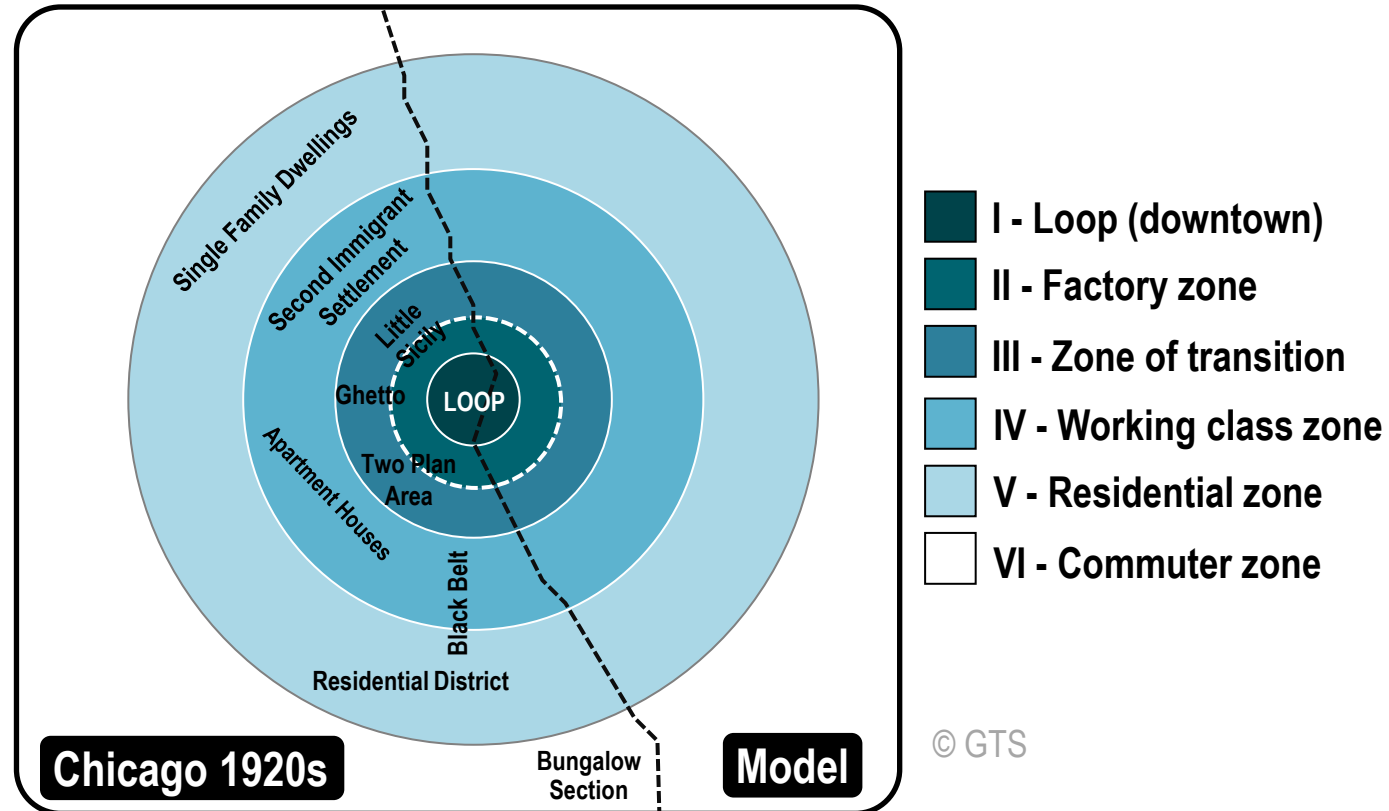 Single Family Dwellings
Second Immigrant
Settlement
Little
Sicily
Ghetto
LOOP
Two Plan
Area
Apartment Houses
Black Belt
Residential District
Bungalow
Section
Chicago 1920s
Model
I - Loop (downtown)
II - Factory zone
III - Zone of transition
IV - Working class zone
V - Residential zone
VI - Commuter zone
© GTS